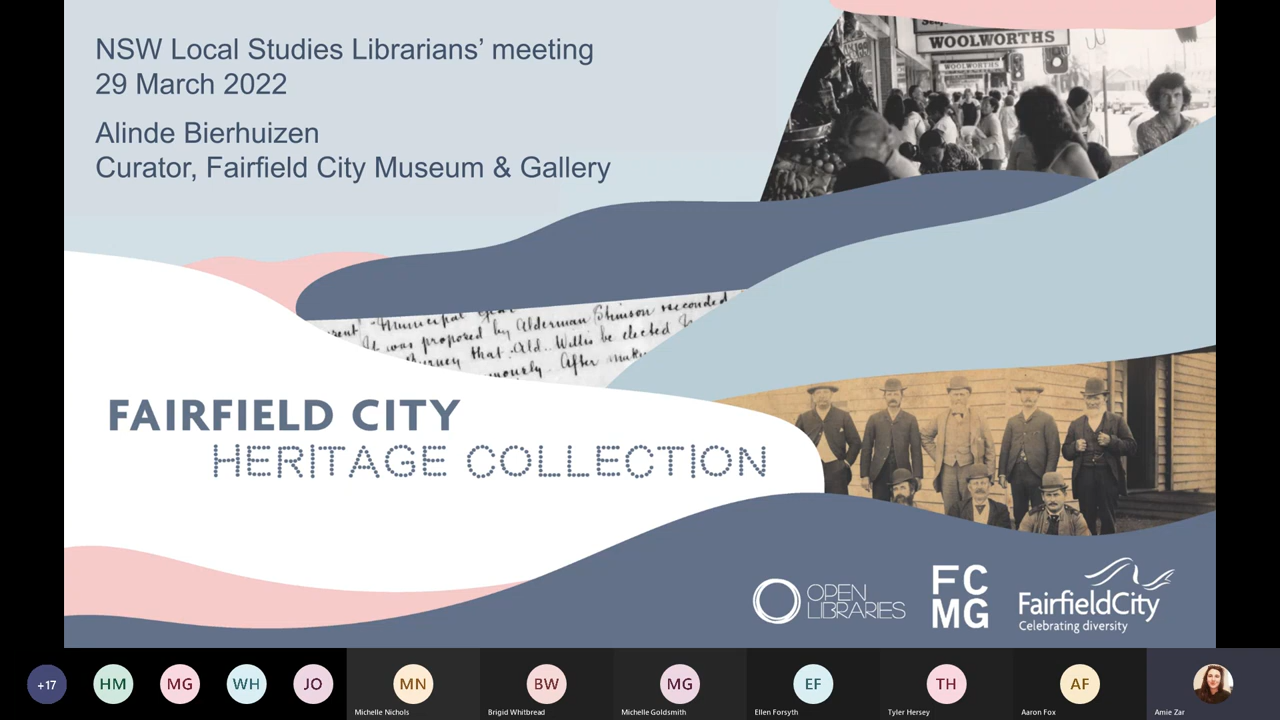 NSW Local Studies Librarians’ meeting
29 March 2022
Alinde Bierhuizen
Curator, Fairfield City Museum & Gallery
WOOLWORTHS
WOOLWORTHS
Municipal
It was proposed by Alderman Stimson seconded
that Ald. Willis be elected
After
FAIRFIELD CITY
HERITAGE COLLECTION
OPEN
LIBRARIES
FC
MG
FairfieldCity
Celebrating diversity
+17
HM
MG
WH
JO
MN
BW
MG
EF
TH
AF
Michelle Nichols
Brigid Whitbread
Michelle Goldsmith
Ellen Forsyth
Tyler Hersey
Aaron Fox
Amie Zar